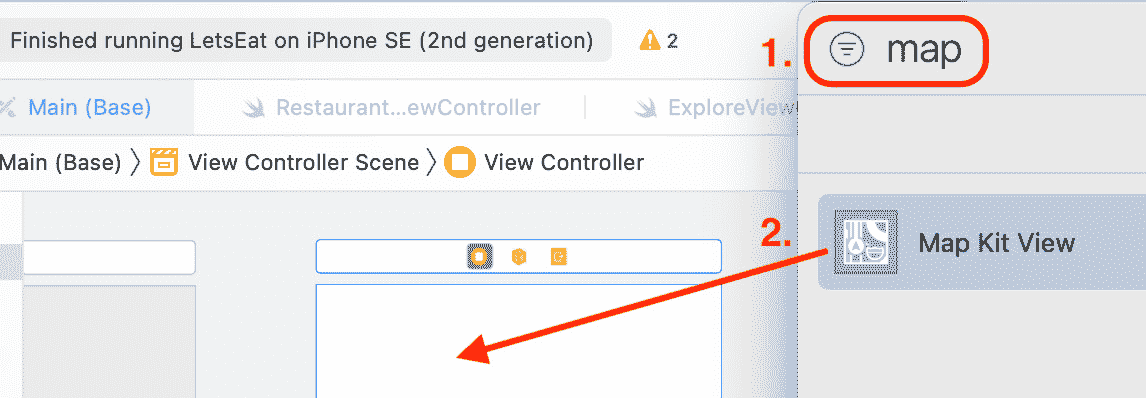 Finished running LetsEat on iPhone SE (2nd generation) 2
1. map
Main (Base) Restaurant...ewController ExploreView
Main (Base) View Controller Scene View Controller
2. Map Kit View